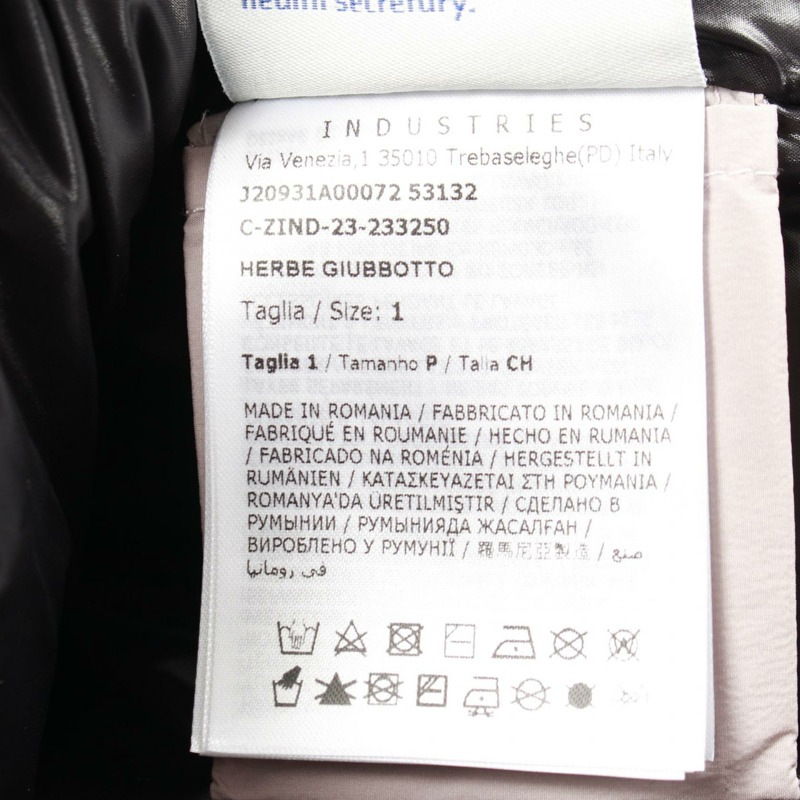 health secretary.
INDUSTRIES
Via Venezia,1 35010 Trebaseleghe(PD) Italy
J20931A00072 53132
C-ZIND-23-233250
HERBE GIUBBOTTO
Taglia / Size: 1
Taglia 1 / Tamanho P / Talla CH
MADE IN ROMANIA / FABBRICATO IN ROMANIA /
FABRIQUÉ EN ROUMANIE / HECHO EN RUMANIA
/ FABRICADO NA ROMÉNIA / HERGESTELLT IN
RUMÄNIEN / ΚΑΤΑΣΚΕΥΑΖΕΤΑΙ ΣΤΗ ΡΟΥΜΑΝΙΑ /
ROMANYA'DA ÜRETILMIŞTIR / СДЕЛАНО В
РУМЫНИИ / РУМЫНИЯДА ЖАСАЛҒАН /
ВИРОБЛЕНО У РУМУНІЇ / 羅馬尼亞製造 / صنع
في رومانيا